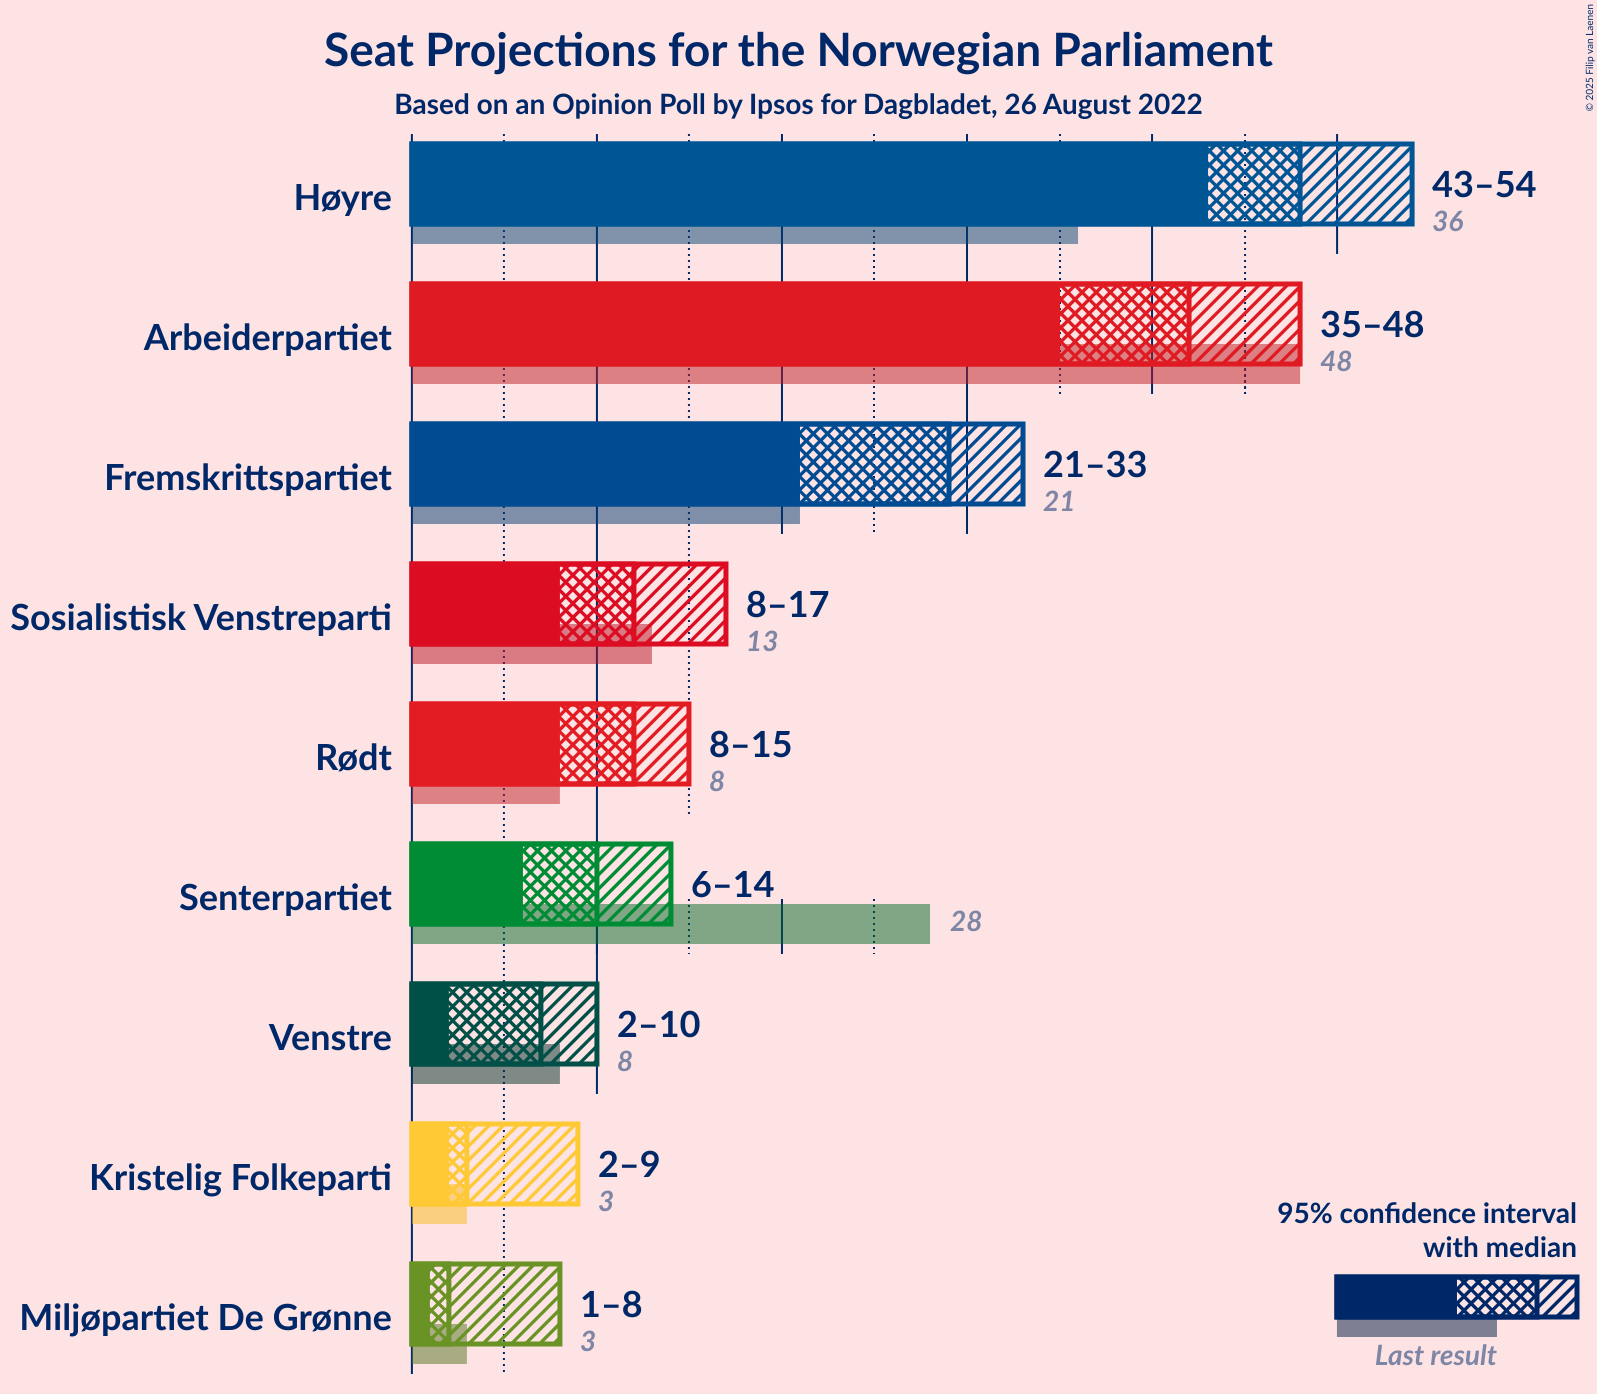 Seat Projections for the Norwegian Parliament
Based on an Opinion Poll by Ipsos for Dagbladet, 26 August 2022
© 2025 Filip van Laenen
Høyre
43–54
36
Arbeiderpartiet
35–48
48
Fremskrittspartiet
21–33
21
Sosialistisk Venstreparti
8–17
13
Rødt
8–15
8
Senterpartiet
6–14
28
Venstre
2–10
8
Kristelig Folkeparti
2–9
3
Miljøpartiet De Grønne
1–8
3
95% confidence interval
with median
Last result